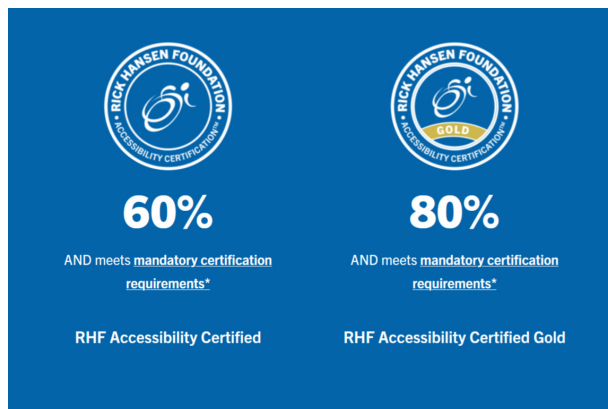 RICK HANSEN FOUNDATION
• ACCESSIBILITY CERTIFICATION™ •
60%
AND meets mandatory certification
requirements*
RHF Accessibility Certified
RICK HANSEN FOUNDATION
GOLD
• ACCESSIBILITY CERTIFICATION™ •
80%
AND meets mandatory certification
requirements*
RHF Accessibility Certified Gold